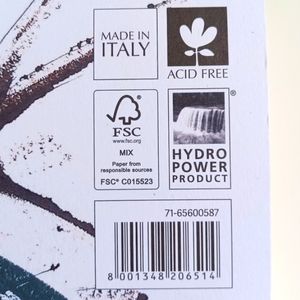 MADE IN
ITALY
ACID FREE
®
FSC
www.fsc.org
MIX
Paper from
responsible sources
FSC® C015523
HYDRO
POWER
PRODUCT
71-65600587
8 001348 206514